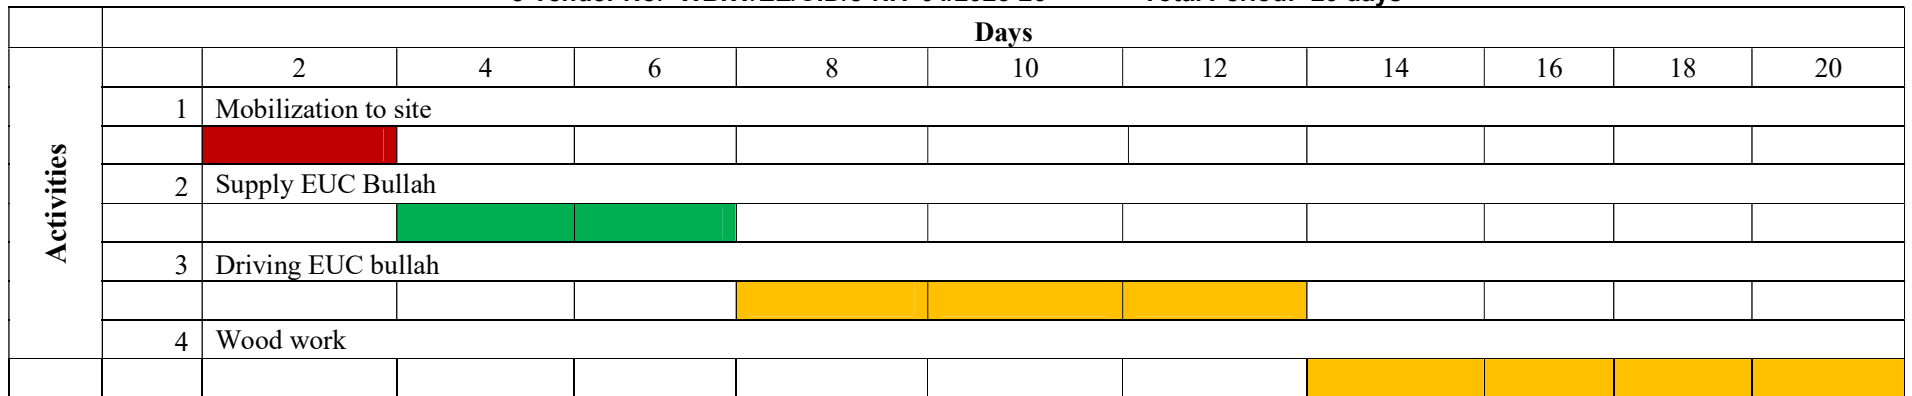 Days
2 4 6 8 10 12 14 16 18 20
Activities
1 Mobilization to site
2 Supply EUC Bullah
3 Driving EUC bullah
4 Wood work